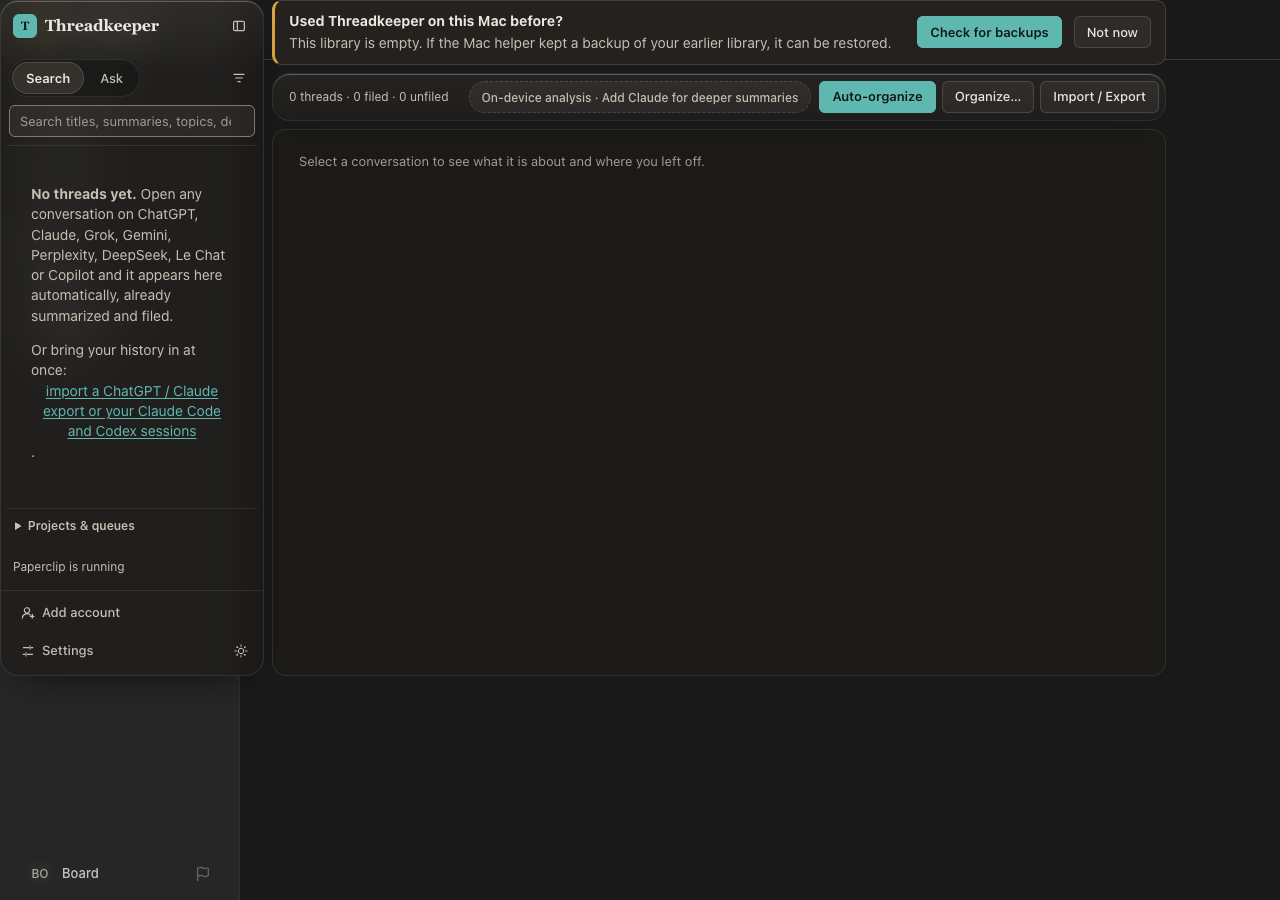 T Threadkeeper
Search Ask
Search titles, summaries, topics, de
No threads yet. Open any
conversation on ChatGPT,
Claude, Grok, Gemini,
Perplexity, DeepSeek, Le Chat
or Copilot and it appears here
automatically, already
summarized and filed.
Or bring your history in at
once:
import a ChatGPT / Claude
export or your Claude Code
and Codex sessions
.
Projects & queues
Paperclip is running
Add account
Settings
BO Board
Used Threadkeeper on this Mac before?
This library is empty. If the Mac helper kept a backup of your earlier library, it can be restored.
Check for backups Not now
0 threads · 0 filed · 0 unfiled On-device analysis · Add Claude for deeper summaries Auto-organize Organize... Import / Export
Select a conversation to see what it is about and where you left off.